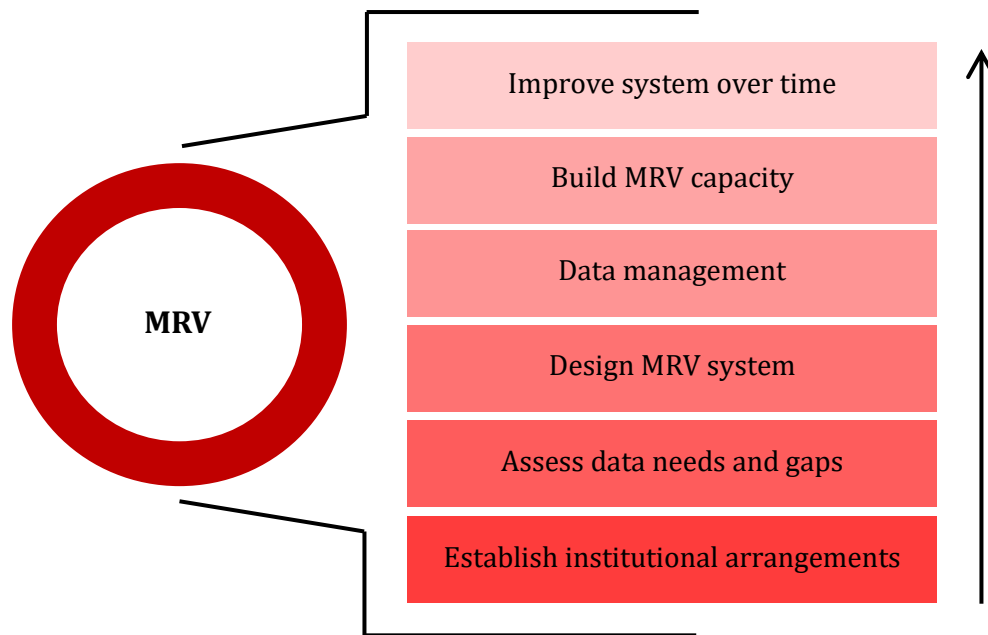 MRV
Improve system over time
Build MRV capacity
Data management
Design MRV system
Assess data needs and gaps
Establish institutional arrangements